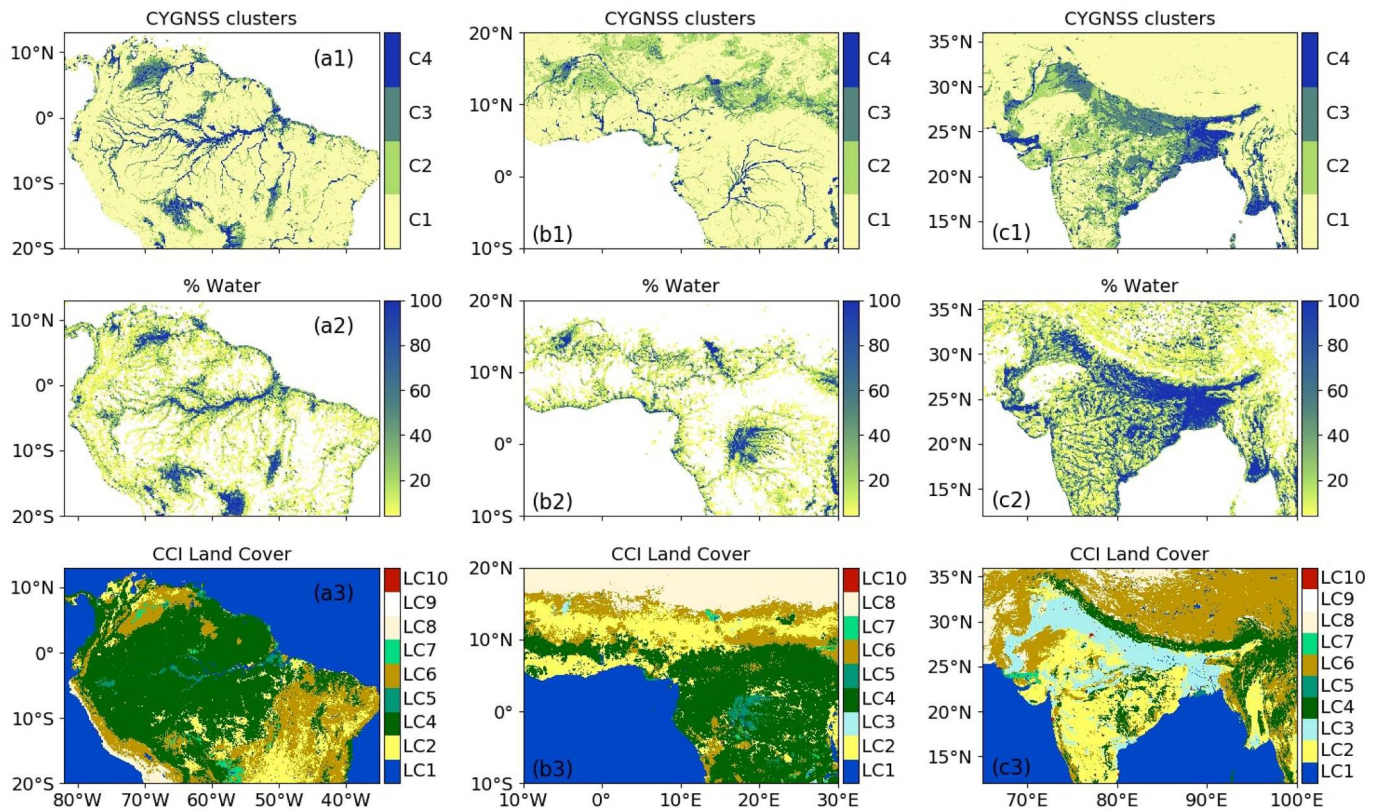 CYGNSS clusters
10°N
0°
10°S
20°S
(a1)
C4
C3
C2
C1
CYGNSS clusters
20°N
10°N
0°
10°S
(b1)
C4
C3
C2
C1
CYGNSS clusters
35°N
30°N
25°N
20°N
15°N
(c1)
C4
C3
C2
C1
% Water
10°N
0°
10°S
20°S
(a2)
100
80
60
40
20
% Water
20°N
10°N
0°
10°S
(b2)
100
80
60
40
20
% Water
35°N
30°N
25°N
20°N
15°N
(c2)
100
80
60
40
20
CCI Land Cover
10°N
0°
10°S
20°S
(a3)
80°W 70°W 60°W 50°W 40°W
LC10
LC9
LC8
LC7
LC6
LC5
LC4
LC2
LC1
CCI Land Cover
20°N
10°N
0°
10°S
(b3)
10°W 0° 10°E 20°E 30°E
LC10
LC8
LC7
LC6
LC5
LC4
LC3
LC2
LC1
CCI Land Cover
35°N
30°N
25°N
20°N
15°N
(c3)
70°E 80°E 90°E 100°E
LC10
LC9
LC8
LC7
LC6
LC5
LC4
LC3
LC2
LC1